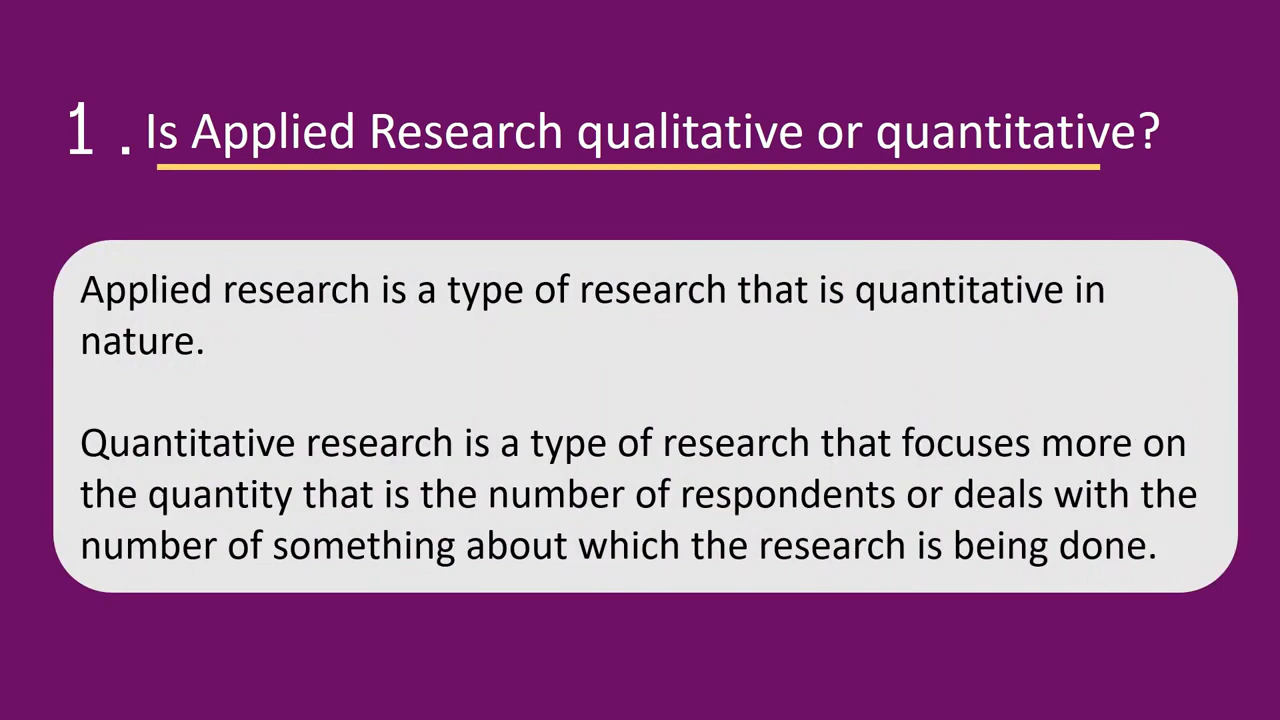 1. Is Applied Research qualitative or quantitative?
Applied research is a type of research that is quantitative in
nature.
Quantitative research is a type of research that focuses more on
the quantity that is the number of respondents or deals with the
number of something about which the research is being done.